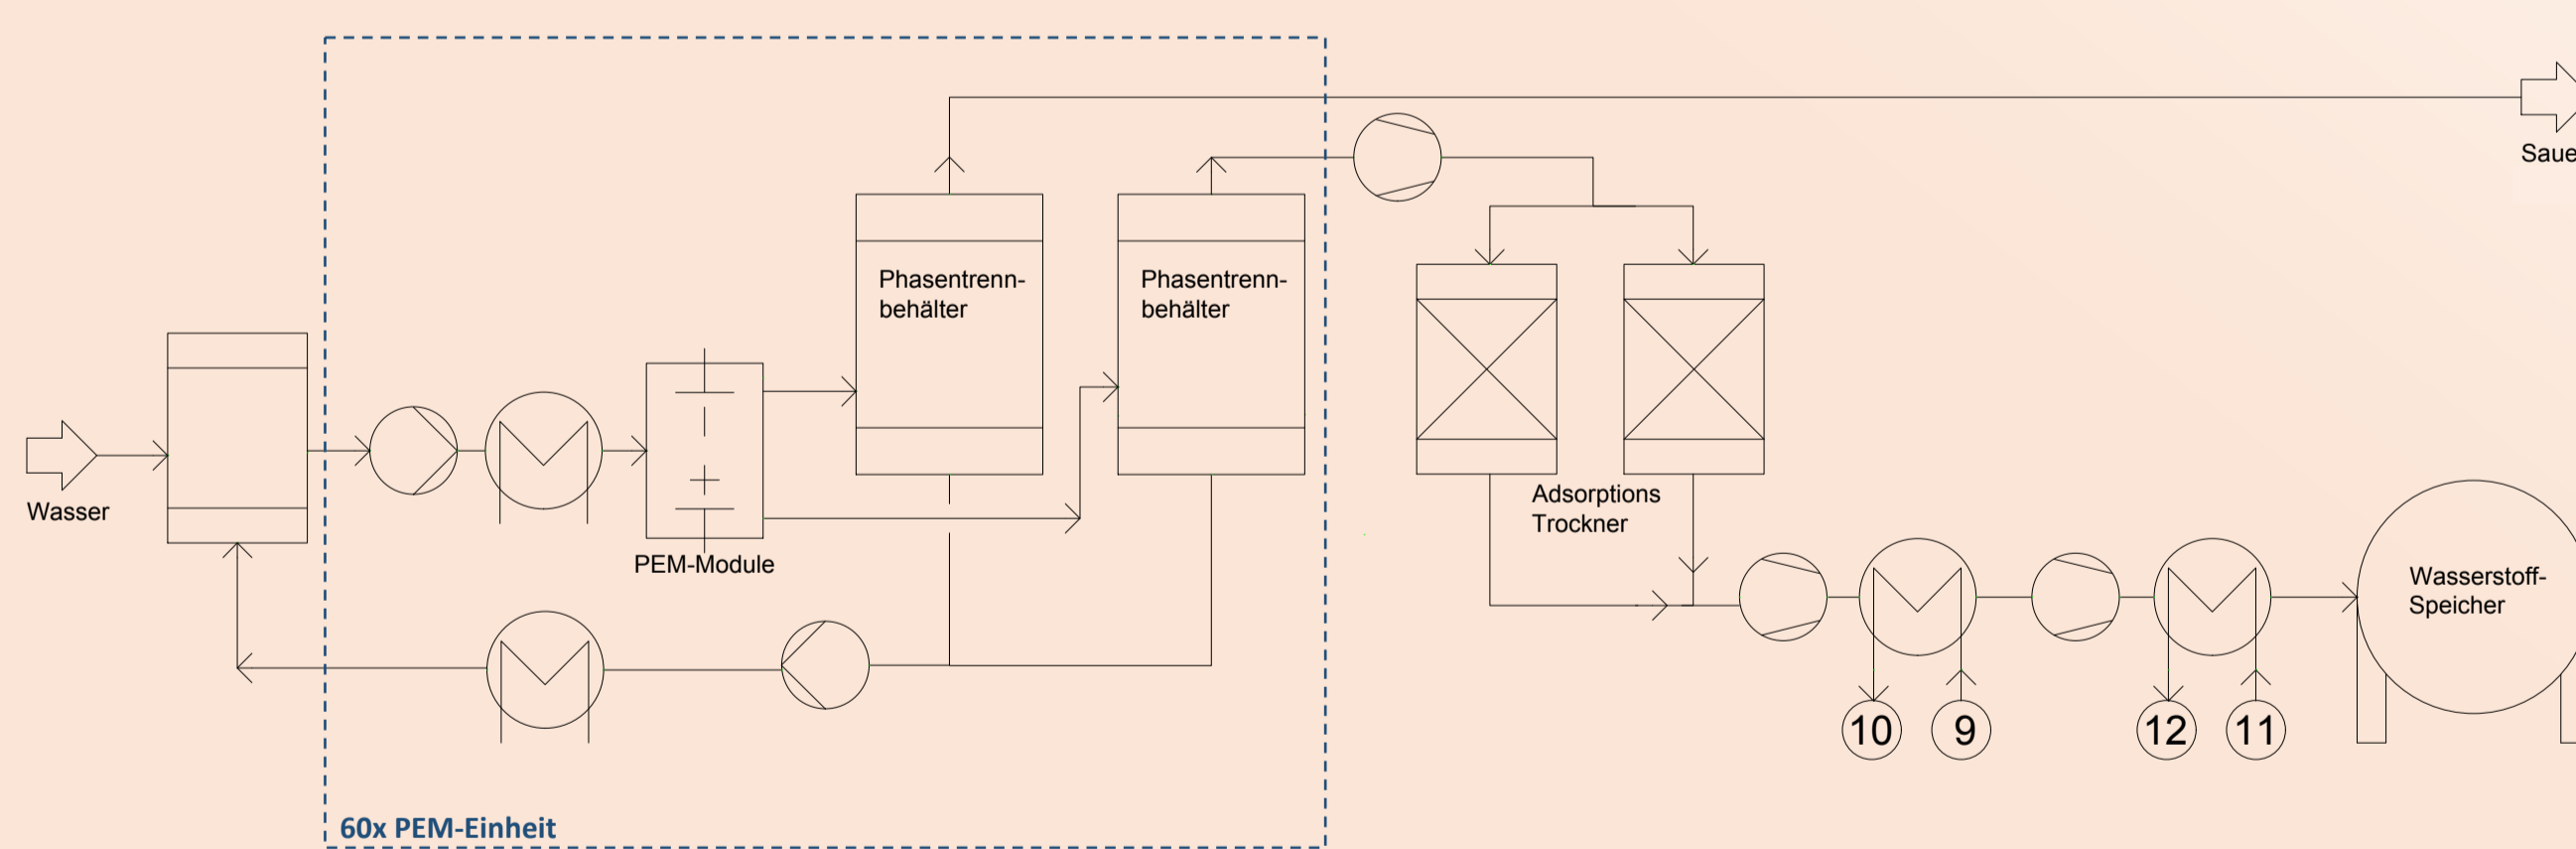 Saue
Phasentrenn-
behälter
Phasentrenn-
behälter
Wasser
PEM-Module
Adsorptions
Trockner
Wasserstoff-
Speicher
10
9
12
11
60x PEM-Einheit